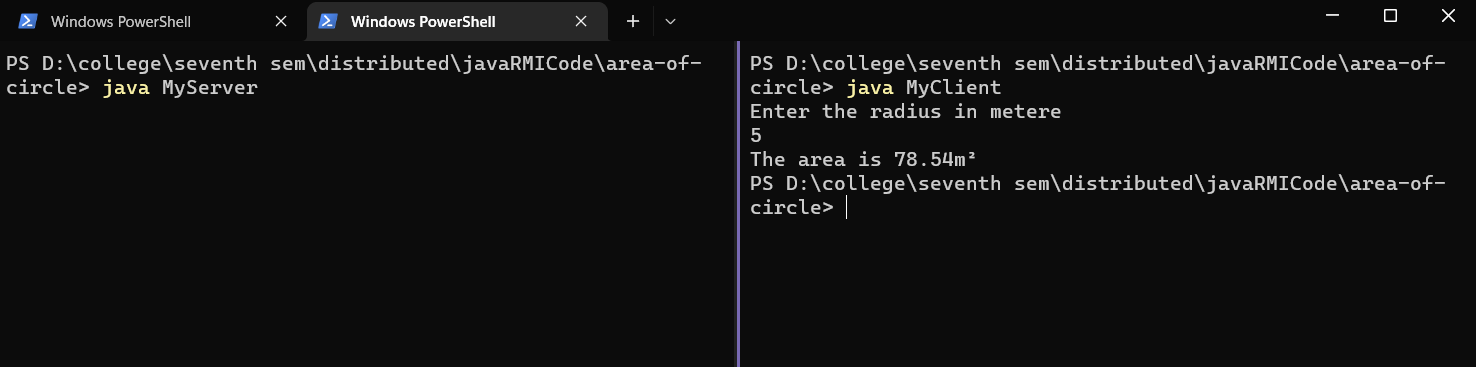 Windows PowerShell
Windows PowerShell
PS D:\college\seventh sem\distributed\javaRMICode\area-of-
circle> java MyServer
PS D:\college\seventh sem\distributed\javaRMICode\area-of-
circle> java MyClient
Enter the radius in metere
5
The area is 78.54m²
PS D:\college\seventh sem\distributed\javaRMICode\area-of-
circle>